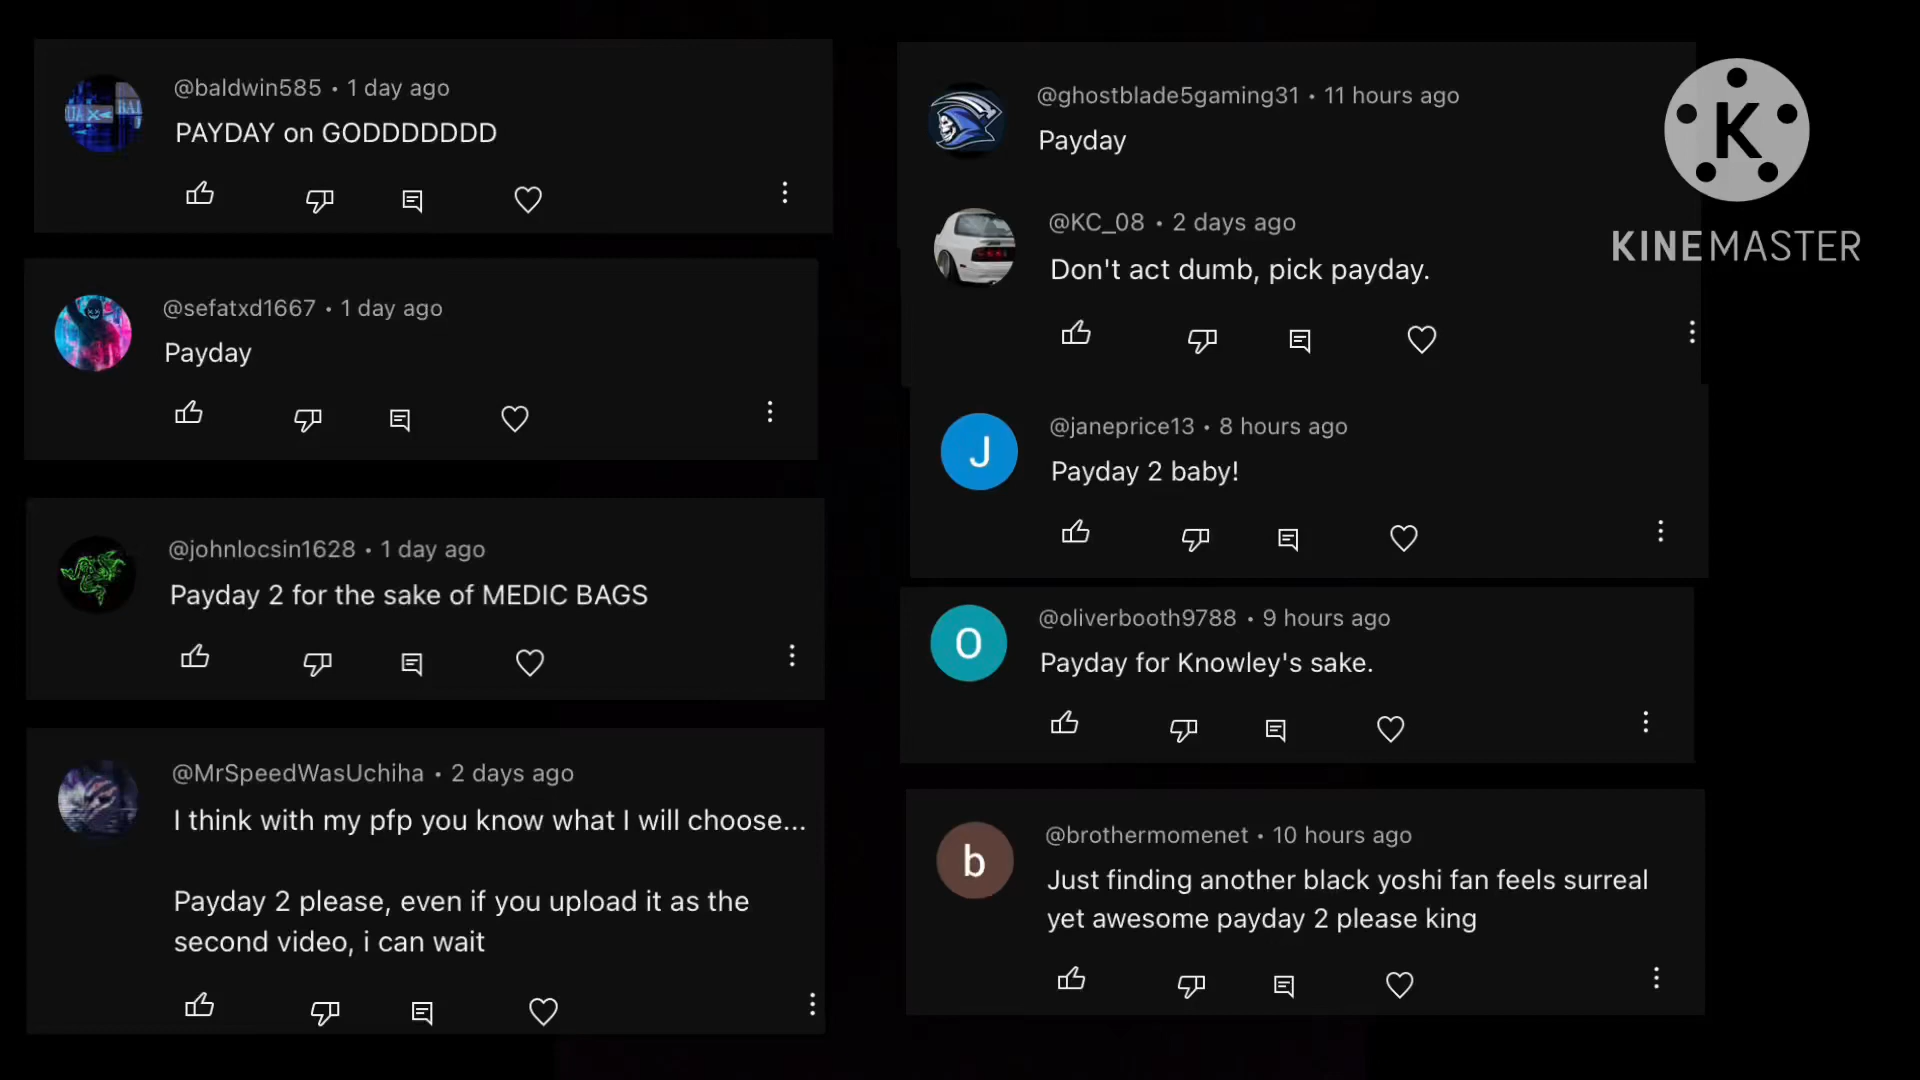 @baldwin585 • 1 day ago
PAYDAY on GODDDDDDD
@sefatxd1667 • 1 day ago
Payday
@johnlocsin1628 • 1 day ago
Payday 2 for the sake of MEDIC BAGS
@MrSpeedWasUchiha • 2 days ago
I think with my pfp you know what I will choose...
Payday 2 please, even if you upload it as the
second video, i can wait
@ghostblade5gaming31 • 11 hours ago
Payday
@KC_08 • 2 days ago
Don't act dumb, pick payday.
J
@janeprice13 • 8 hours ago
Payday 2 baby!
O
@oliverbooth9788 • 9 hours ago
Payday for Knowley's sake.
b
@brothermomenet • 10 hours ago
Just finding another black yoshi fan feels surreal
yet awesome payday 2 please king
K
KINEMASTER